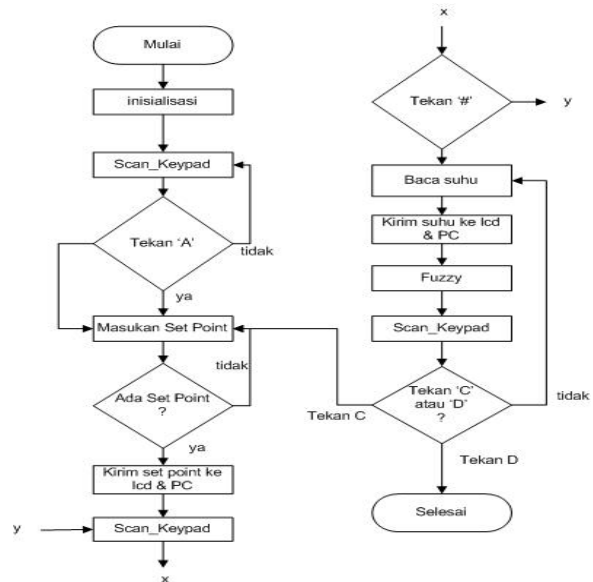 Mulai
inisialisasi
Scan_Keypad
Tekan 'A'
tidak
ya
Masukan Set Point
tidak
Ada Set Point
?
ya
Kirim set point ke
lcd & PC
y
Scan_Keypad
x
x
Tekan '#'
y
Baca suhu
Kirim suhu ke lcd
& PC
Fuzzy
Scan_Keypad
Tekan 'C'
atau 'D'
?
tidak
Tekan C
Tekan D
Selesai